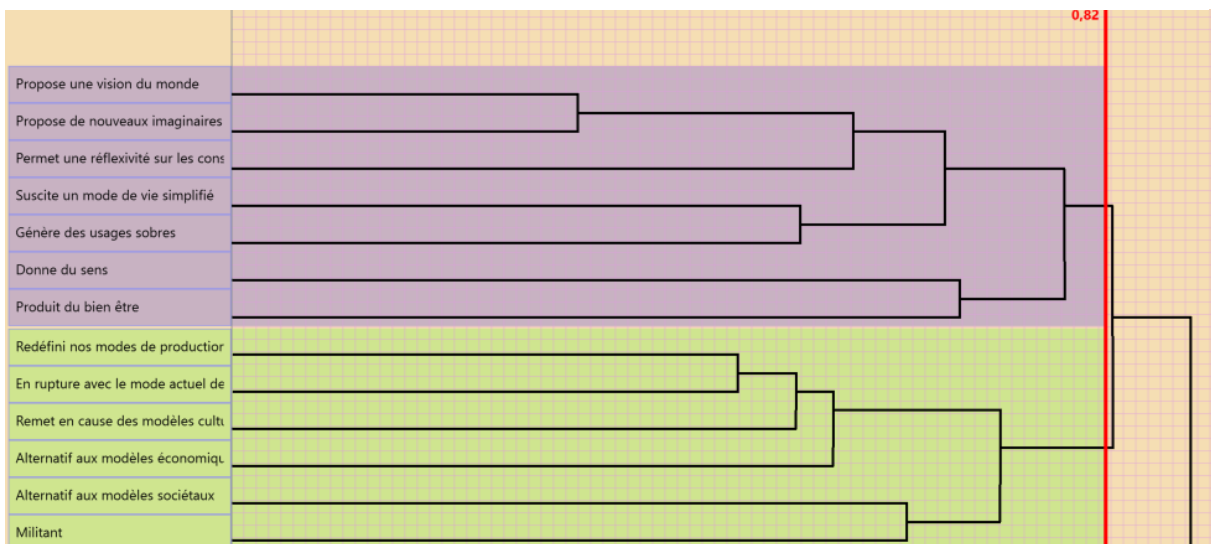 0,82
Propose une vision du monde
Propose de nouveaux imaginaires
Permet une réflexivité sur les cons
Suscite un mode de vie simplifié
Génère des usages sobres
Donne du sens
Produit du bien être
Redéfini nos modes de production
En rupture avec le mode actuel de
Remet en cause des modèles cultu
Alternatif aux modèles économiqu
Alternatif aux modèles sociétaux
Militant